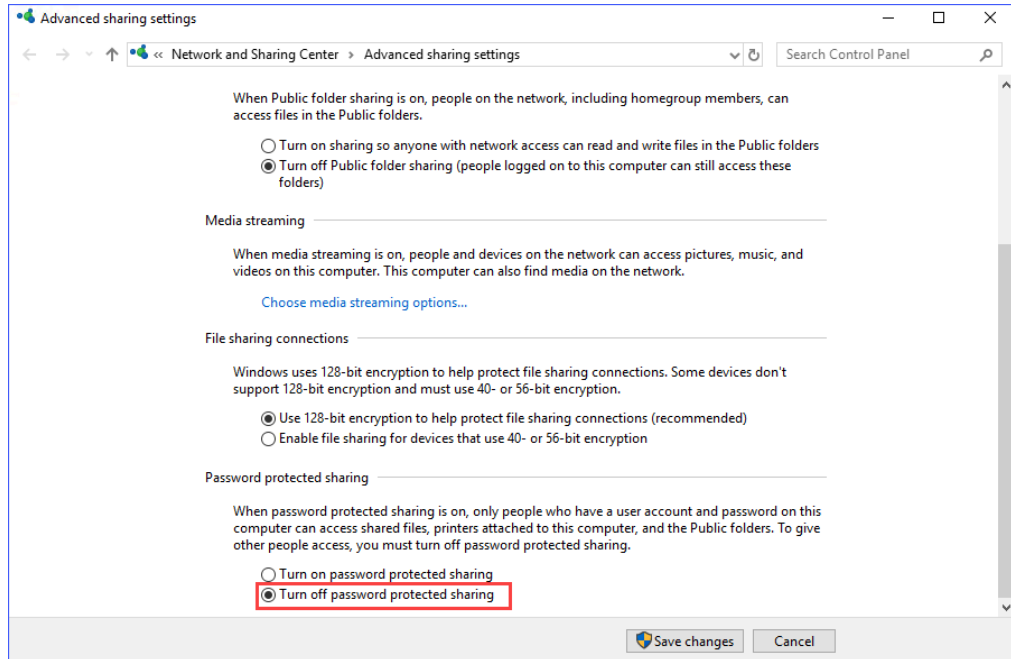 Advanced sharing settings
« Network and Sharing Center › Advanced sharing settings
Search Control Panel
When Public folder sharing is on, people on the network, including homegroup members, can
access files in the Public folders.
Turn on sharing so anyone with network access can read and write files in the Public folders
Turn off Public folder sharing (people logged on to this computer can still access these
folders)
Media streaming
When media streaming is on, people and devices on the network can access pictures, music, and
videos on this computer. This computer can also find media on the network.
Choose media streaming options...
File sharing connections
Windows uses 128-bit encryption to help protect file sharing connections. Some devices don't
support 128-bit encryption and must use 40- or 56-bit encryption.
Use 128-bit encryption to help protect file sharing connections (recommended)
Enable file sharing for devices that use 40- or 56-bit encryption
Password protected sharing
When password protected sharing is on, only people who have a user account and password on this
computer can access shared files, printers attached to this computer, and the Public folders. To give
other people access, you must turn off password protected sharing.
Turn on password protected sharing
Turn off password protected sharing
Save changes
Cancel